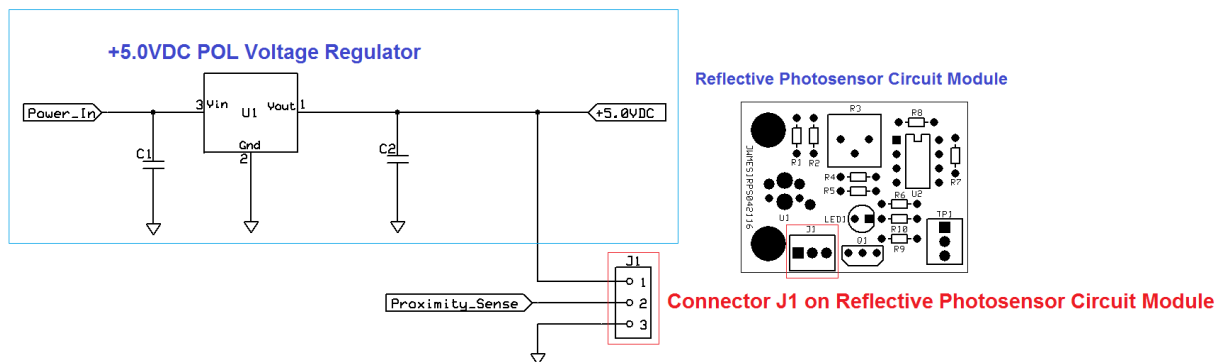 +5.0VDC POL Voltage Regulator
Power_In
3
Vin
U1
Vout
1
+5.0VDC
Gnd
2
C1
C2
J1
1
Proximity_Sense
2
3
Reflective Photosensor Circuit Module
R3
R8
R1
R2
JWMES1RPS042116
R4
R5
U2
R7
R6
U1
LED1
TP1
R10
J1
Q1
R9
Connector J1 on Reflective Photosensor Circuit Module